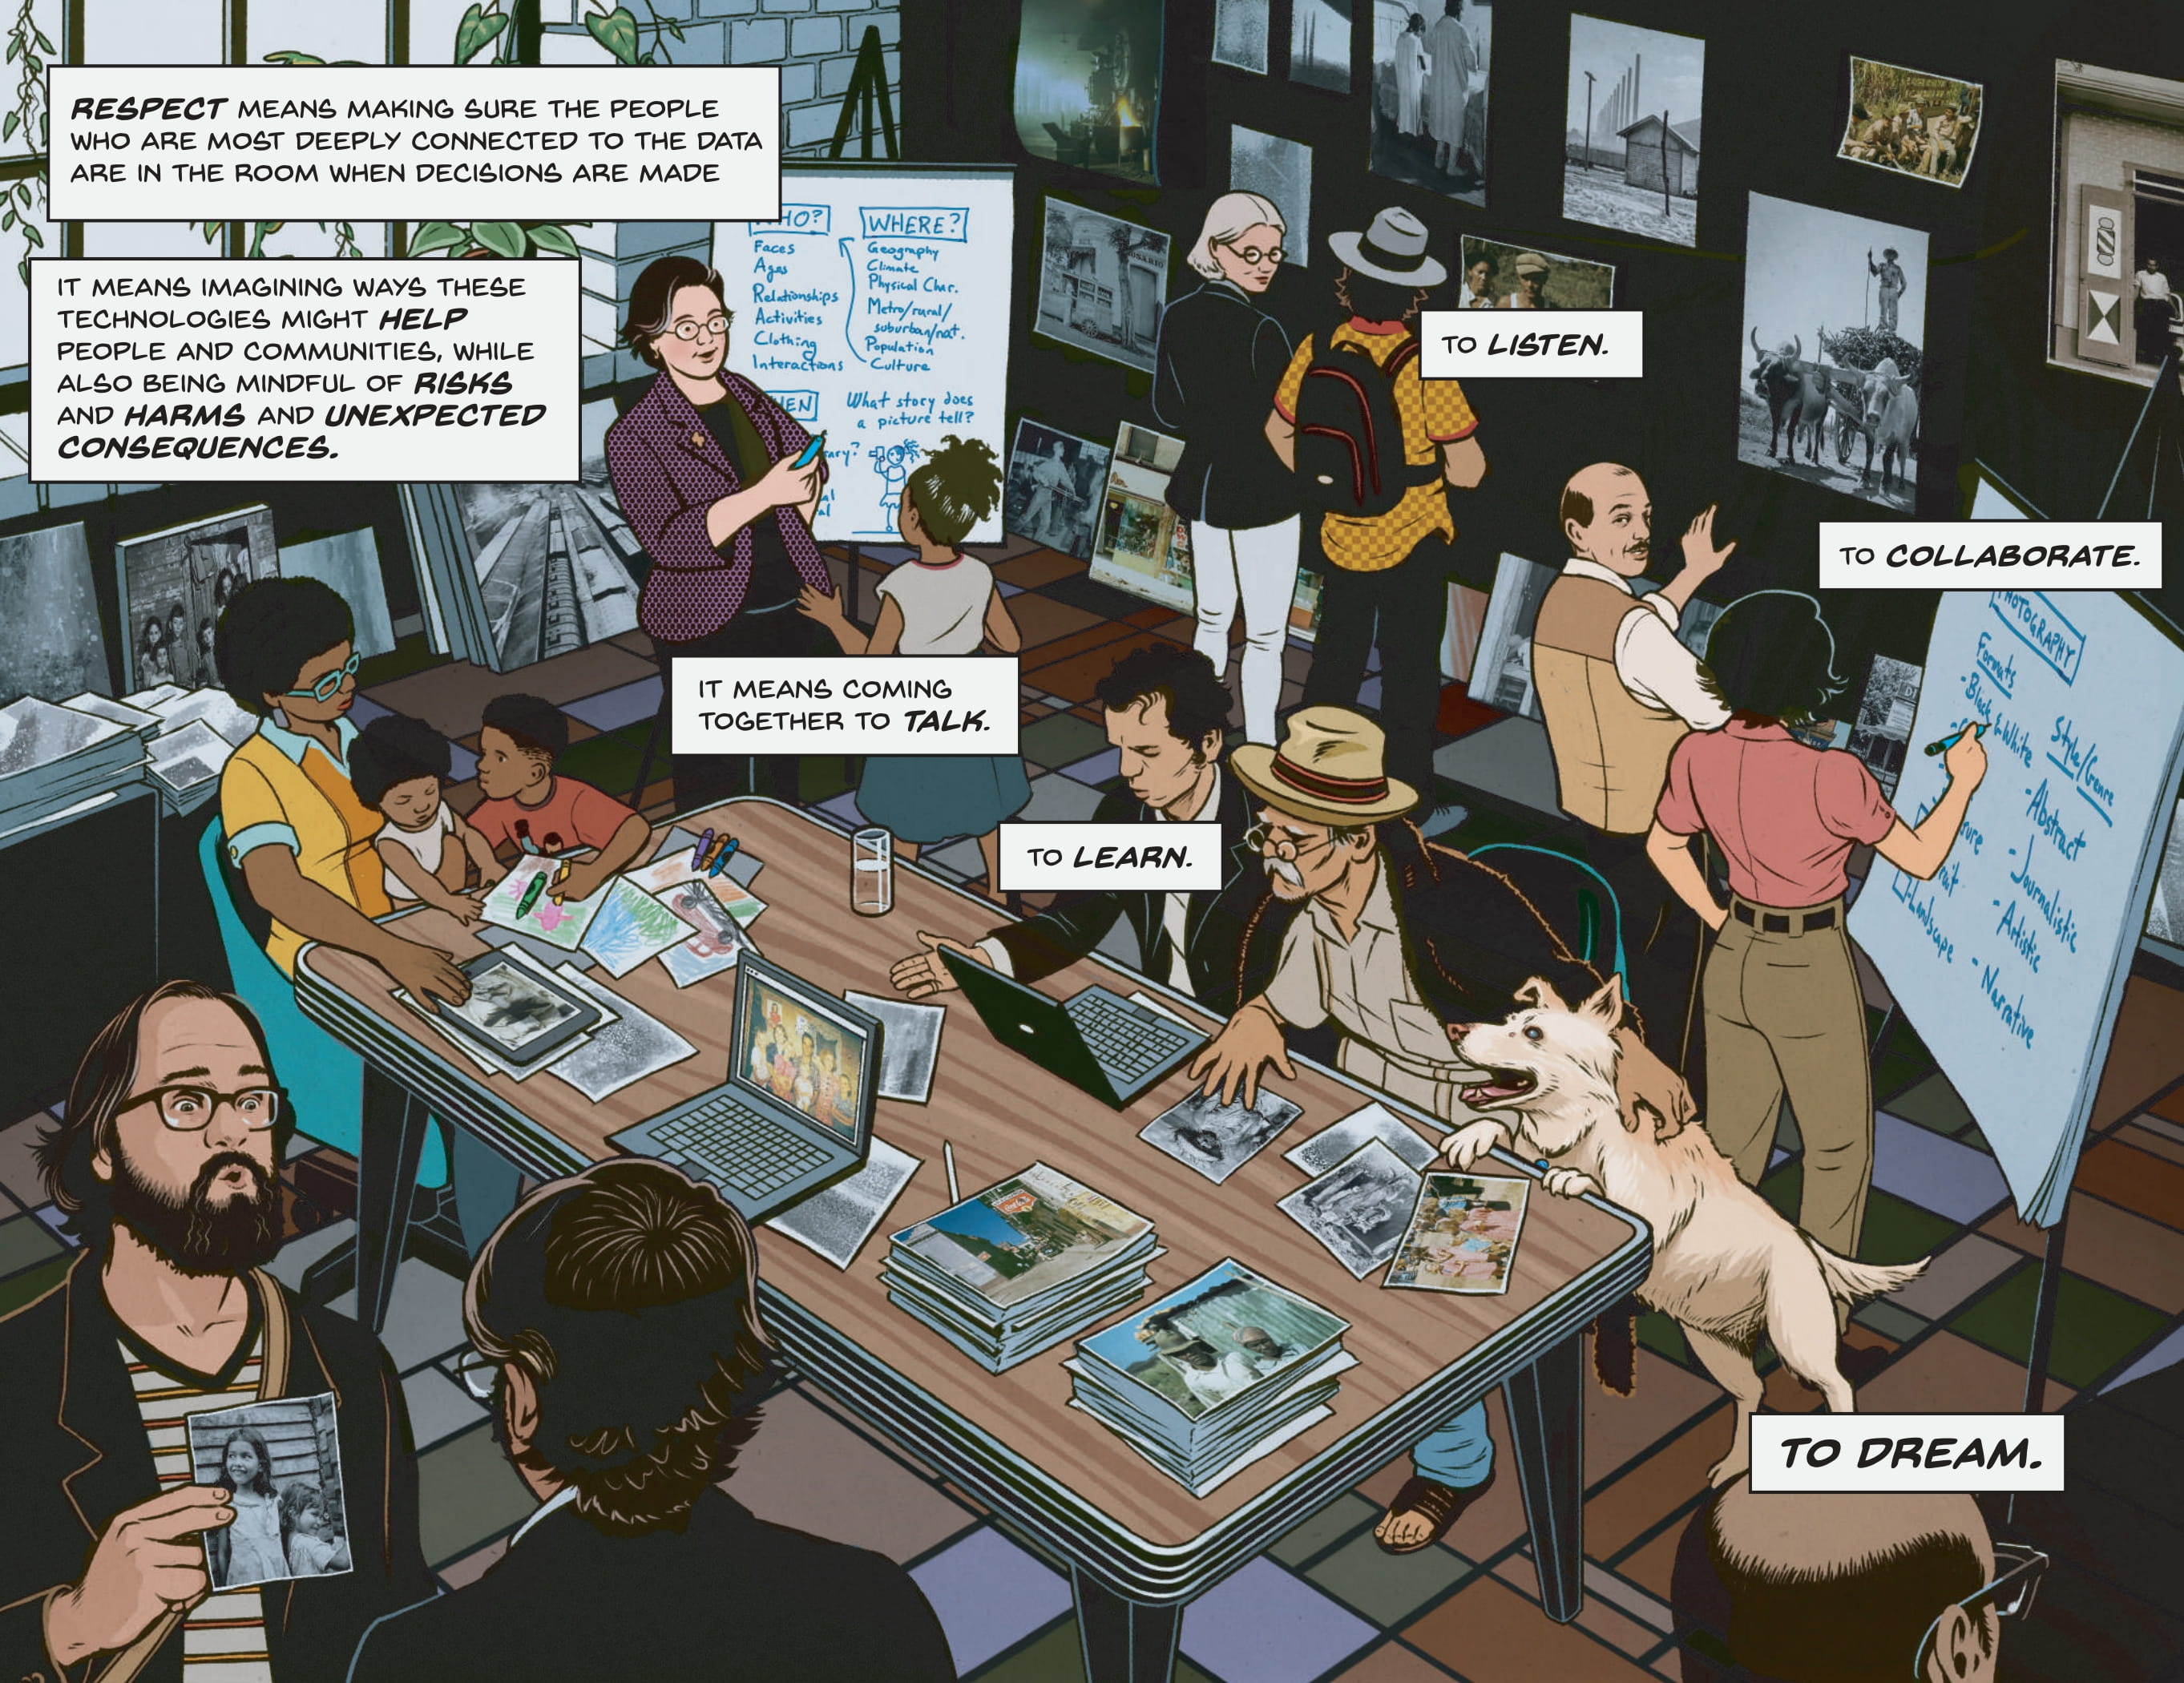 RESPECT MEANS MAKING SURE THE PEOPLE
WHO ARE MOST DEEPLY CONNECTED TO THE DATA
ARE IN THE ROOM WHEN DECISIONS ARE MADE
IT MEANS IMAGINING WAYS THESE
TECHNOLOGIES MIGHT HELP
PEOPLE AND COMMUNITIES, WHILE
ALSO BEING MINDFUL OF RISKS
AND HARMS AND UNEXPECTED
CONSEQUENCES.
HO?
Faces
Ages
Relationships
Activities
Clothing
Interactions
WHERE?
Geography
Climate
Physical Char.
Metro/rural/
suburban/nat.
Population
Culture
EN
What story does
a picture tell?
TO LISTEN.
TO COLLABORATE.
IT MEANS COMING
TOGETHER TO TALK.
TO LEARN.
HOTOGRAPHY
Formats
-Black & White
-Landscape
Style/Genre
-Abstract
-Journalistic
-Artistic
-Narrative
TO DREAM.